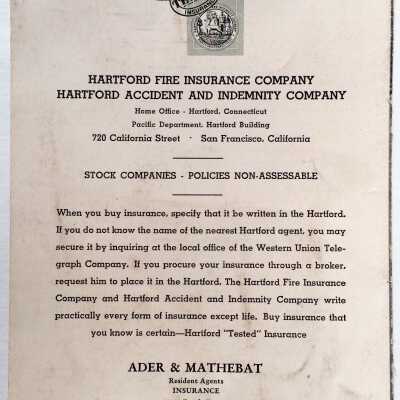 INSURANCE
HARTFORD FIRE INSURANCE COMPANY
HARTFORD ACCIDENT AND INDEMNITY COMPANY
Home Office - Hartford, Connecticut
Pacific Department, Hartford Building
720 California Street · San Francisco, California
STOCK COMPANIES - POLICIES NON-ASSESSABLE
When you buy insurance, specify that it be written in the Hartford.
If you do not know the name of the nearest Hartford agent, you may
secure it by inquiring at the local office of the Western Union Tele-
graph Company. If you procure your insurance through a broker,
request him to place it in the Hartford. The Hartford Fire Insurance
Company and Hartford Accident and Indemnity Company write
practically every form of insurance except life. Buy insurance that
you know is certain—Hartford "Tested" Insurance
ADER & MATHEBAT
Resident Agents
INSURANCE